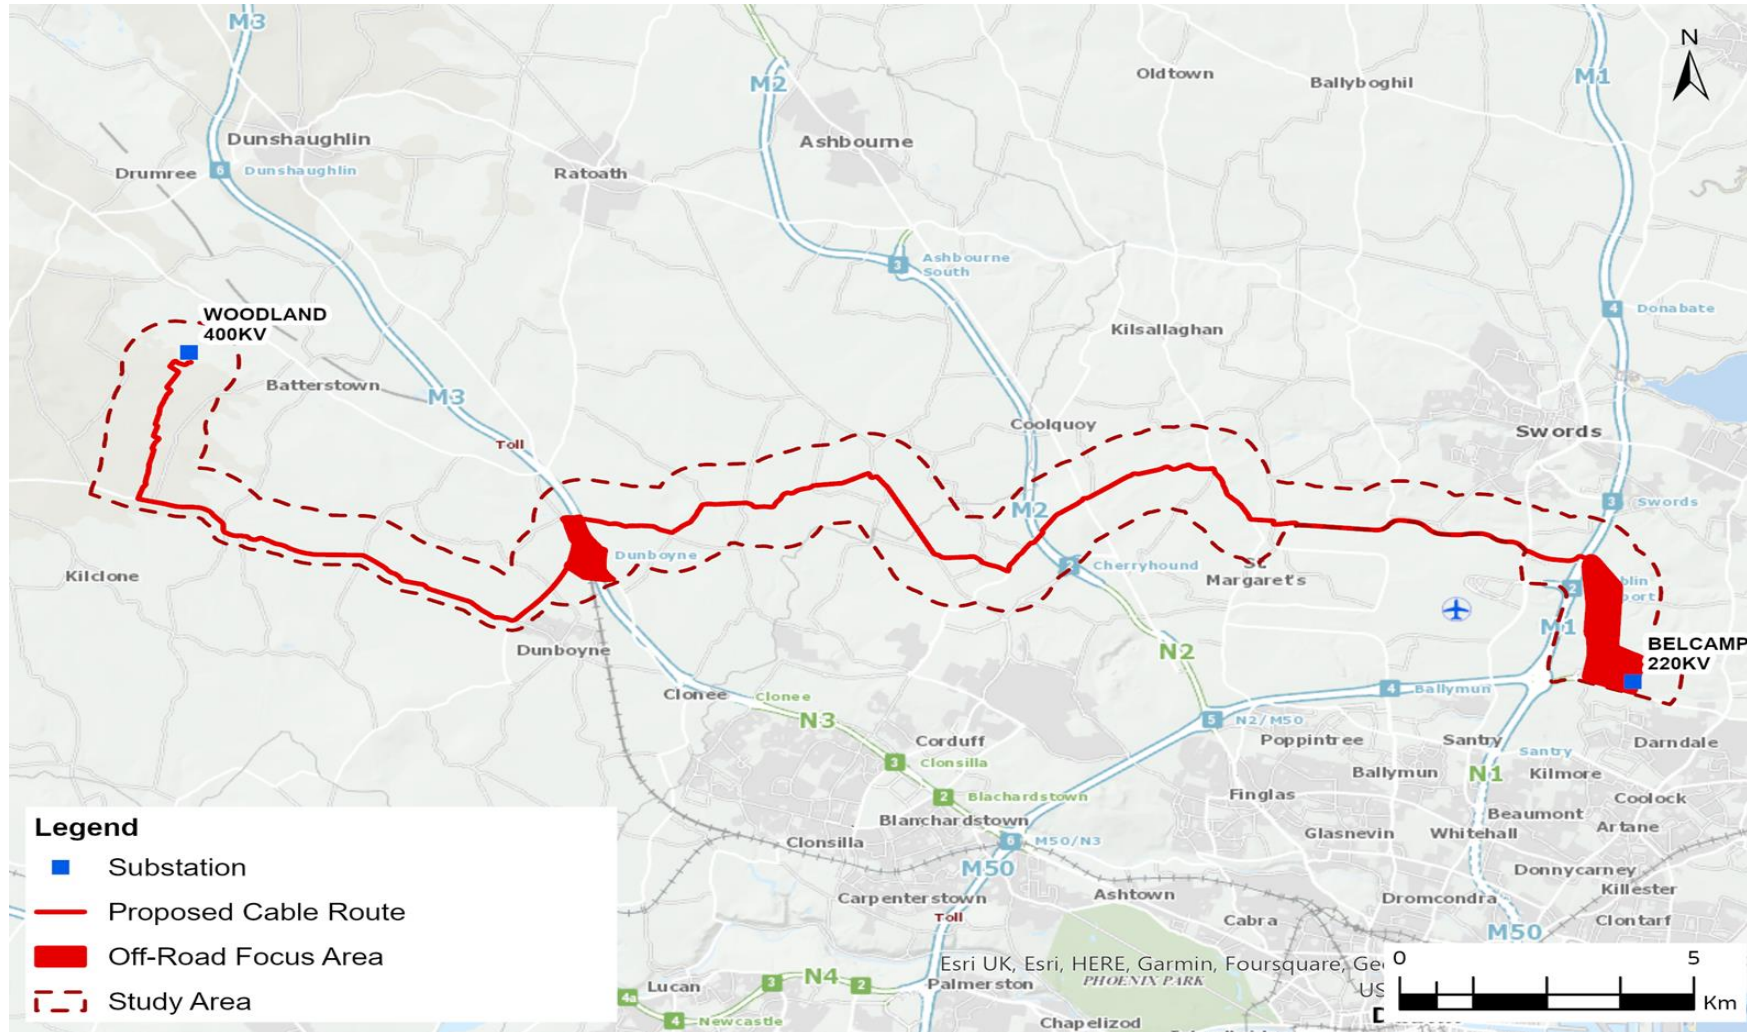 M3
N
M2
Oldtown
Ballyboghil
M1
Dunshaughlin
Ashbourne
Drumree
6
Dunshaughlin
Ratoath
3
Ashbourne
South
WOODLAND
400KV
4
Donabate
Kilsallaghan
Batterstown
M3
Coolquoy
Swords
Toll
M2
3
Swords
Dunboyne
2
Cherryhound
St.
Margaret's
Kilclone
2
M1
BELCAMP
220KV
Dunboyne
N2
Clonee
Clonee
4
Ballymun
N3
5
N2/M50
Corduff
Poppintree
Santry
Santry
Darndale
3
Clonsilla
Ballymun
N1
Kilmore
2
Blachardstown
Finglas
Coolock
Blanchardstown
Beaumont
Artane
Clonsilla
6
M50/N3
Glasnevin
Whitehall
M50
Donnycarney
Carpenterstown
Ashtown
Dromcondra
Killester
Toll
Cabra
Clontarf
M50
Legend
Substation
Proposed Cable Route
Off-Road Focus Area
Study Area
Esri UK, Esri, HERE, Garmin, Foursquare,
US
Lucan
3
N4
2
Palmerston
PHOENIX PARK
4a
4
Newcastle
Chapelizod
0
5
Km